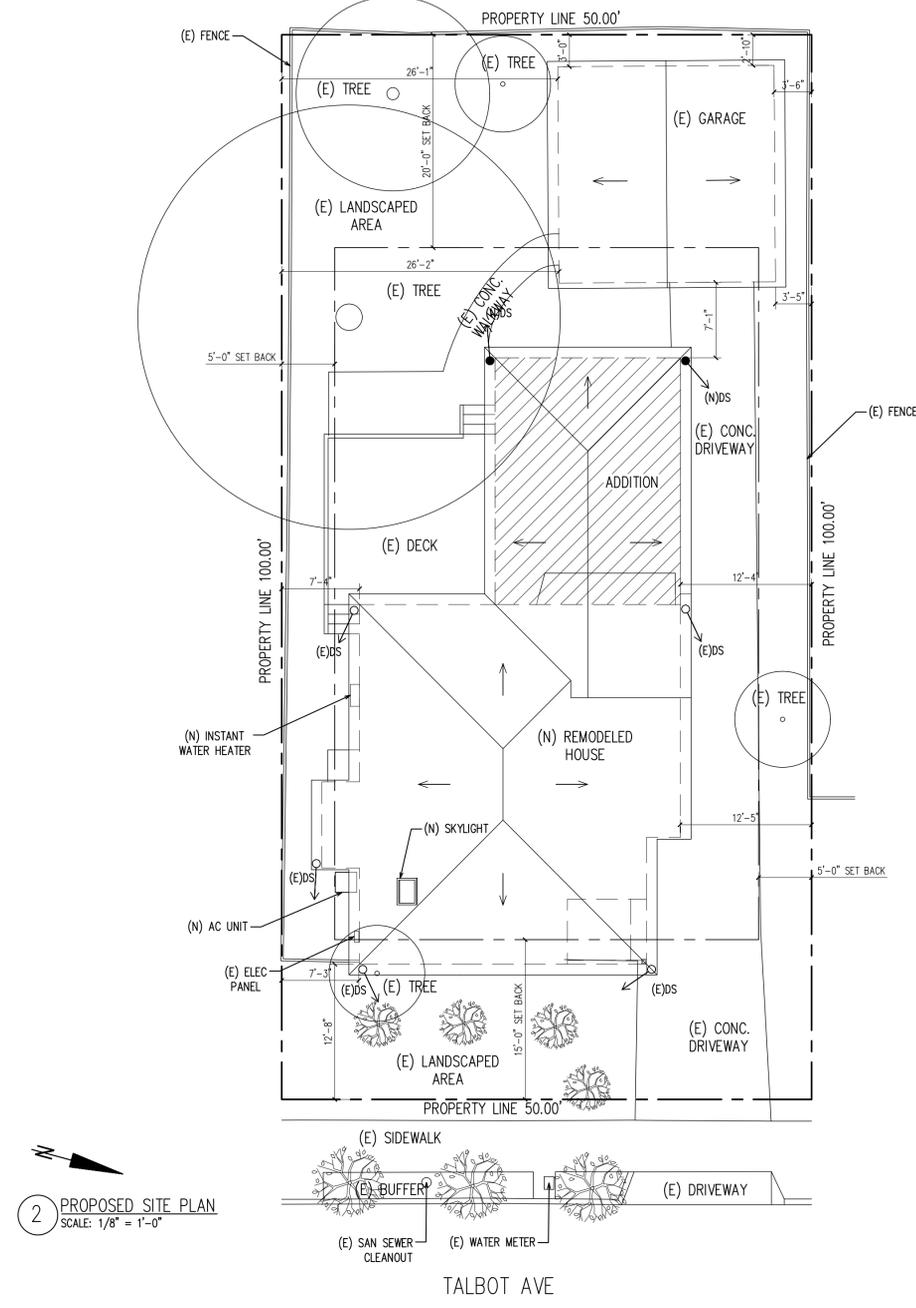 PROPERTY LINE 50.00'
(E) FENCE
(E) TREE
(E) TREE
3'-0"
2'-10"
26'-1"
3'-6"
20'-0" SET BACK
(E) GARAGE
(E) LANDSCAPED
AREA
26'-2"
(E) TREE
(E) CONC.
WALKWAY
(N)DS
3'-5"
7'-1"
5'-0" SET BACK
(N)DS
(E) FENCE
(E) CONC.
DRIVEWAY
ADDITION
(E) DECK
PROPERTY LINE 100.00'
PROPERTY LINE 100.00'
7'-4"
12'-4
(E)DS
(E)DS
(E) TREE
(N) INSTANT
WATER HEATER
(N) REMODELED
HOUSE
(N) SKYLIGHT
12'-5"
(E)DS
5'-0" SET BACK
(N) AC UNIT
(E) ELEC
PANEL
7'-3"
(E)DS
(E) TREE
(E)DS
12'-8"
15'-0" SET BACK
(E) CONC.
DRIVEWAY
(E) LANDSCAPED
AREA
PROPERTY LINE 50.00'
(E) SIDEWALK
N
(E) BUFFER
(E) DRIVEWAY
2
PROPOSED SITE PLAN
SCALE: 1/8" = 1'-0"
(E) SAN SEWER
CLEANOUT
(E) WATER METER
TALBOT AVE